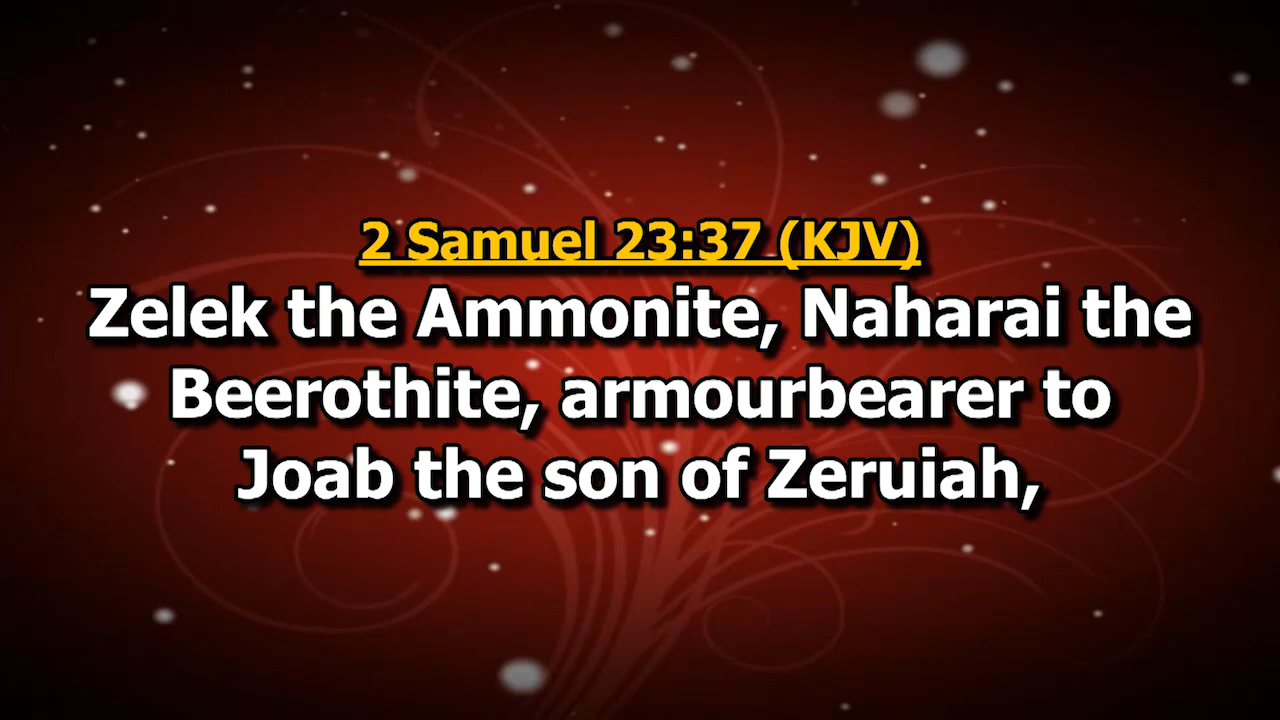 2 Samuel 23:37 (KJV)
Zelek the Ammonite, Naharai the
Beerothite, armourbearer to
Joab the son of Zeruiah,